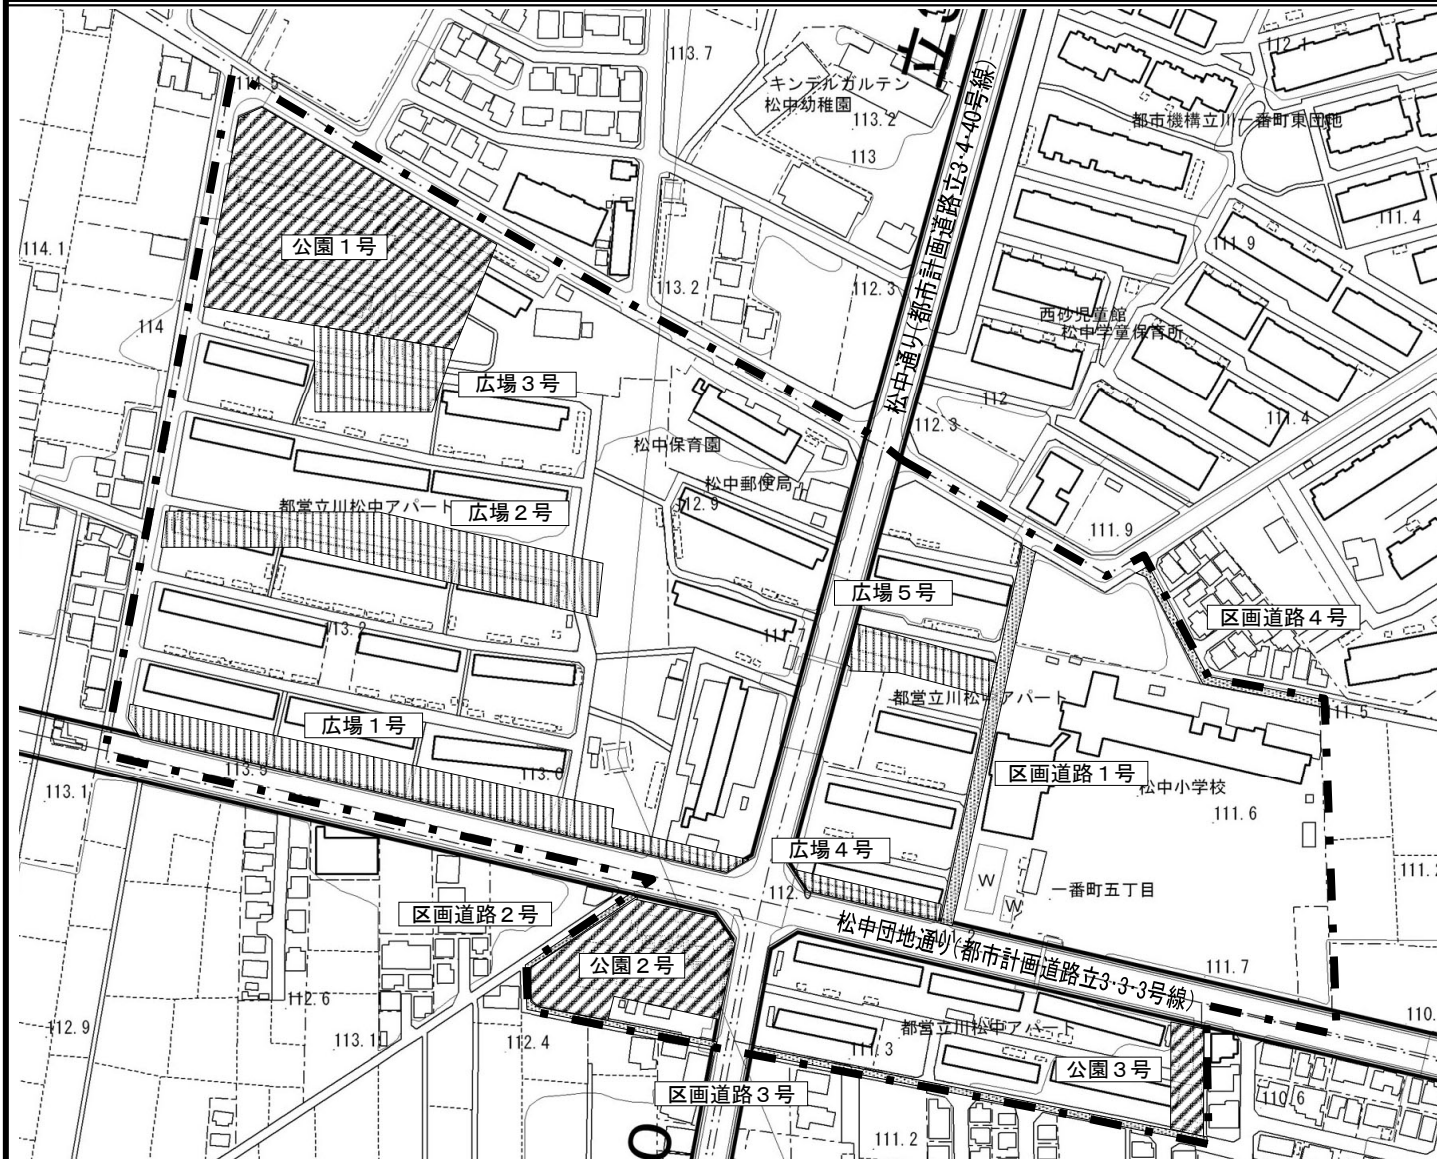 113.7
112.1
114.5
キンデルガルテン
松中幼稚園
113.2
113
都市機構立川一番町東団地
松中通り(都市計画道路立3・4・40号線)
111.4
114.1
公園1号
111.9
113.2
112.3
西砂児童館
松中学童保育所
114
広場3号
112
112.3
111.4
松中保育園
松中郵便局
112.9
都営立川松中アパート
広場2号
111.9
広場5号
区画道路4号
113.2
111.7
都営立川松中アパート
111.5
広場1号
113.5
113.0
区画道路1号
松中小学校
111.6
113.1
広場4号
111.2
112.0
W
W
一番町五丁目
区画道路2号
松中団地通り(都市計画道路立3・3・3号線)
公園2号
111.7
112.6
112.9
113.1
112.4
都営立川松中アパート
111.3
110.
公園3号
区画道路3号
110.6
111.2